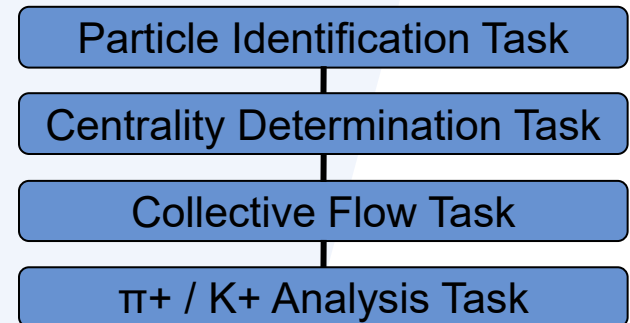 Particle Identification Task
Centrality Determination Task
Collective Flow Task
π+ / K+ Analysis Task